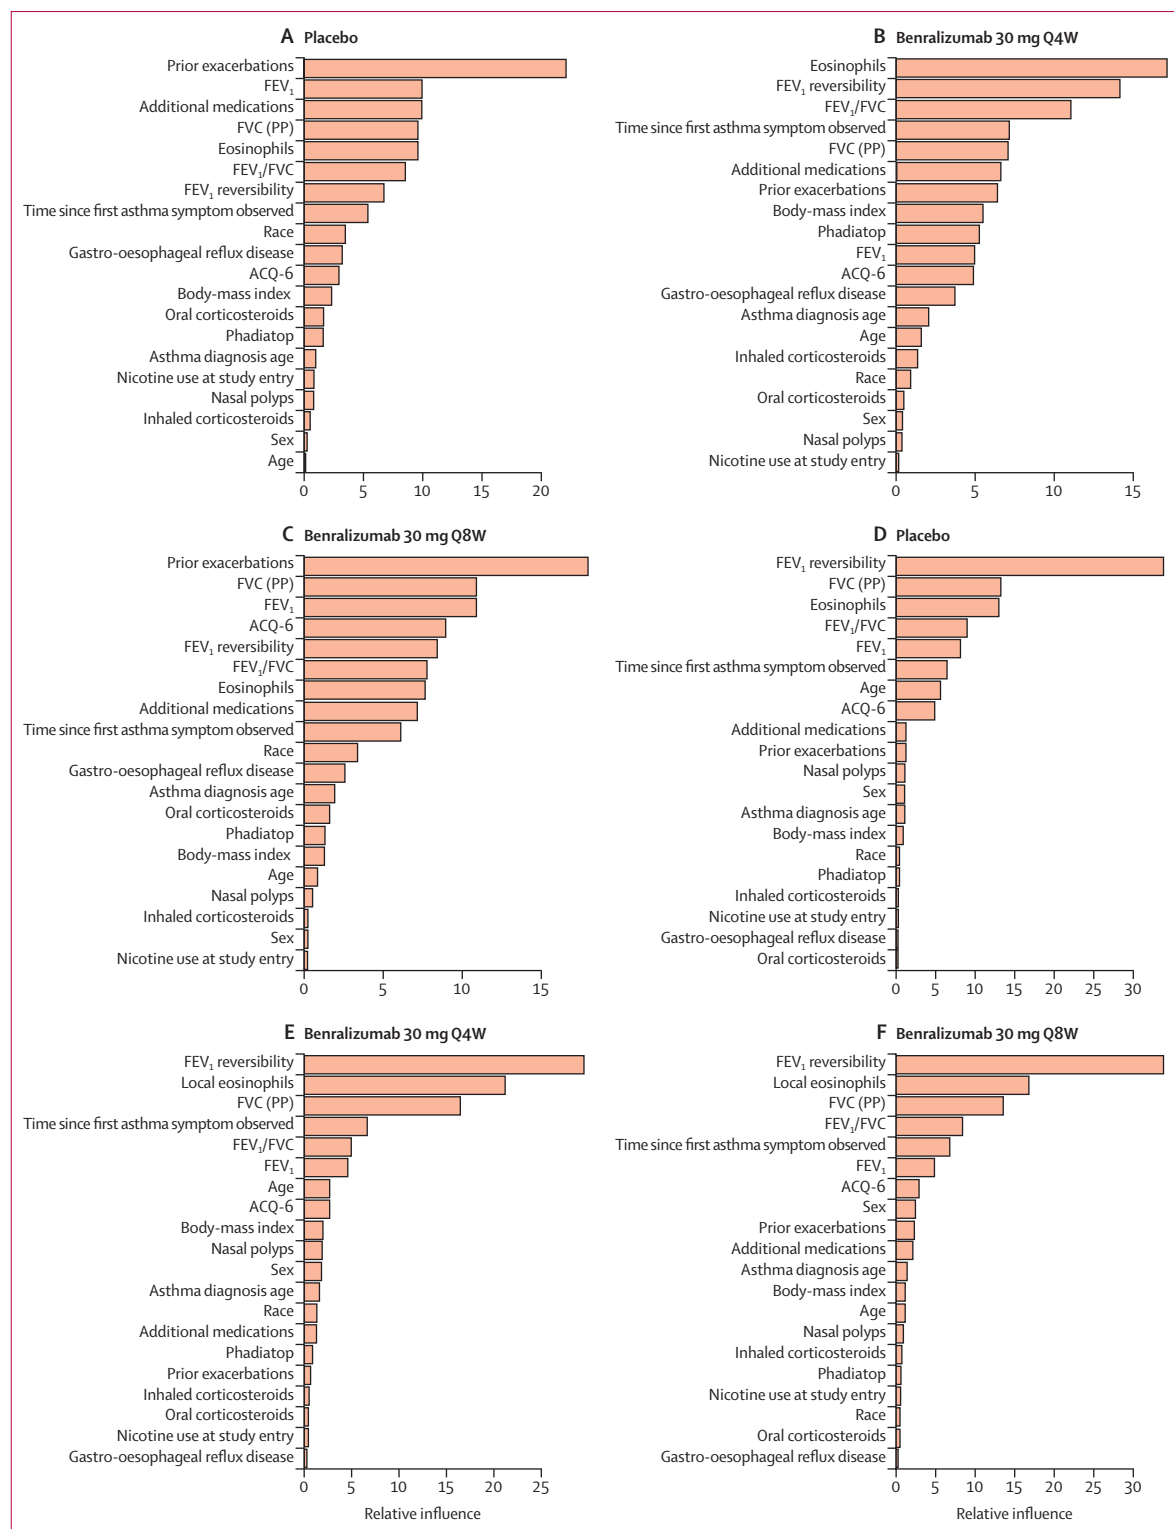 A Placebo
Prior exacerbations
FEV₁
Additional medications
FVC (PP)
Eosinophils
FEV₁/FVC
FEV₁ reversibility
Time since first asthma symptom observed
Race
Gastro-oesophageal reflux disease
ACQ-6
Body-mass index
Oral corticosteroids
Phadiatop
Asthma diagnosis age
Nicotine use at study entry
Nasal polyps
Inhaled corticosteroids
Sex
Age
0 5 10 15 20
B Benralizumab 30 mg Q4W
Eosinophils
FEV₁ reversibility
FEV₁/FVC
Time since first asthma symptom observed
FVC (PP)
Additional medications
Prior exacerbations
Body-mass index
Phadiatop
FEV₁
ACQ-6
Gastro-oesophageal reflux disease
Asthma diagnosis age
Age
Inhaled corticosteroids
Race
Oral corticosteroids
Sex
Nasal polyps
Nicotine use at study entry
0 5 10 15
C Benralizumab 30 mg Q8W
Prior exacerbations
FVC (PP)
FEV₁
ACQ-6
FEV₁ reversibility
FEV₁/FVC
Eosinophils
Additional medications
Time since first asthma symptom observed
Race
Gastro-oesophageal reflux disease
Asthma diagnosis age
Oral corticosteroids
Phadiatop
Body-mass index
Age
Nasal polyps
Inhaled corticosteroids
Sex
Nicotine use at study entry
0 5 10 15
D Placebo
FEV₁ reversibility
FVC (PP)
Eosinophils
FEV₁/FVC
FEV₁
Time since first asthma symptom observed
Age
ACQ-6
Additional medications
Prior exacerbations
Nasal polyps
Sex
Asthma diagnosis age
Body-mass index
Race
Phadiatop
Inhaled corticosteroids
Nicotine use at study entry
Gastro-oesophageal reflux disease
Oral corticosteroids
0 5 10 15 20 25 30
E Benralizumab 30 mg Q4W
FEV₁ reversibility
Local eosinophils
FVC (PP)
Time since first asthma symptom observed
FEV₁/FVC
FEV₁
Age
ACQ-6
Body-mass index
Nasal polyps
Sex
Asthma diagnosis age
Race
Additional medications
Phadiatop
Prior exacerbations
Inhaled corticosteroids
Oral corticosteroids
Nicotine use at study entry
Gastro-oesophageal reflux disease
0 5 10 15 20 25
Relative influence
F Benralizumab 30 mg Q8W
FEV₁ reversibility
Local eosinophils
FVC (PP)
FEV₁/FVC
Time since first asthma symptom observed
FEV₁
ACQ-6
Sex
Prior exacerbations
Additional medications
Asthma diagnosis age
Body-mass index
Age
Nasal polyps
Inhaled corticosteroids
Phadiatop
Nicotine use at study entry
Race
Oral corticosteroids
Gastro-oesophageal reflux disease
0 5 10 15 20 25 30
Relative influence